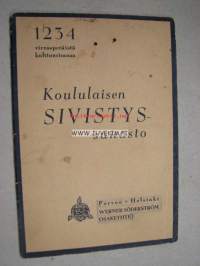 1234
vierasperäistä
kulttuurisanaa
Koululaisen
SIVISTYS-
sanasto
Porvoo • Helsinki
WERNER SÖDERSTRÖM
OSAKEYHTIÖ